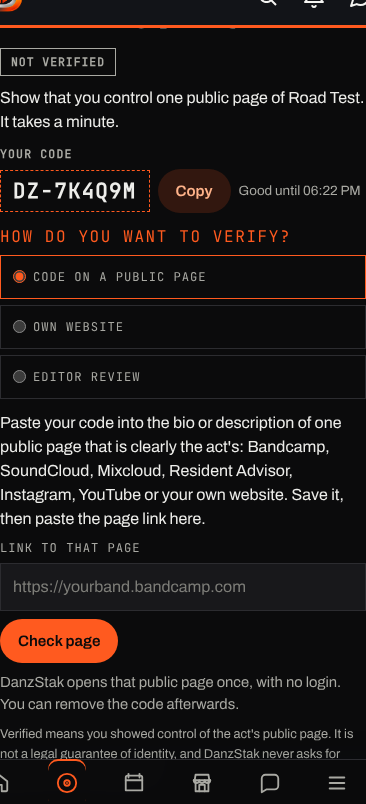 NOT VERIFIED
Show that you control one public page of Road Test.
It takes a minute.
YOUR CODE
DZ-7K4Q9M
Copy
Good until 06:22 PM
HOW DO YOU WANT TO VERIFY?
CODE ON A PUBLIC PAGE
OWN WEBSITE
EDITOR REVIEW
Paste your code into the bio or description of one
public page that is clearly the act's: Bandcamp,
SoundCloud, Mixcloud, Resident Advisor,
Instagram, YouTube or your own website. Save it,
then paste the page link here.
LINK TO THAT PAGE
https://yourband.bandcamp.com
Check page
DanzStak opens that public page once, with no login.
You can remove the code afterwards.
Verified means you showed control of the act's public page. It is
not a legal guarantee of identity, and DanzStak never asks for